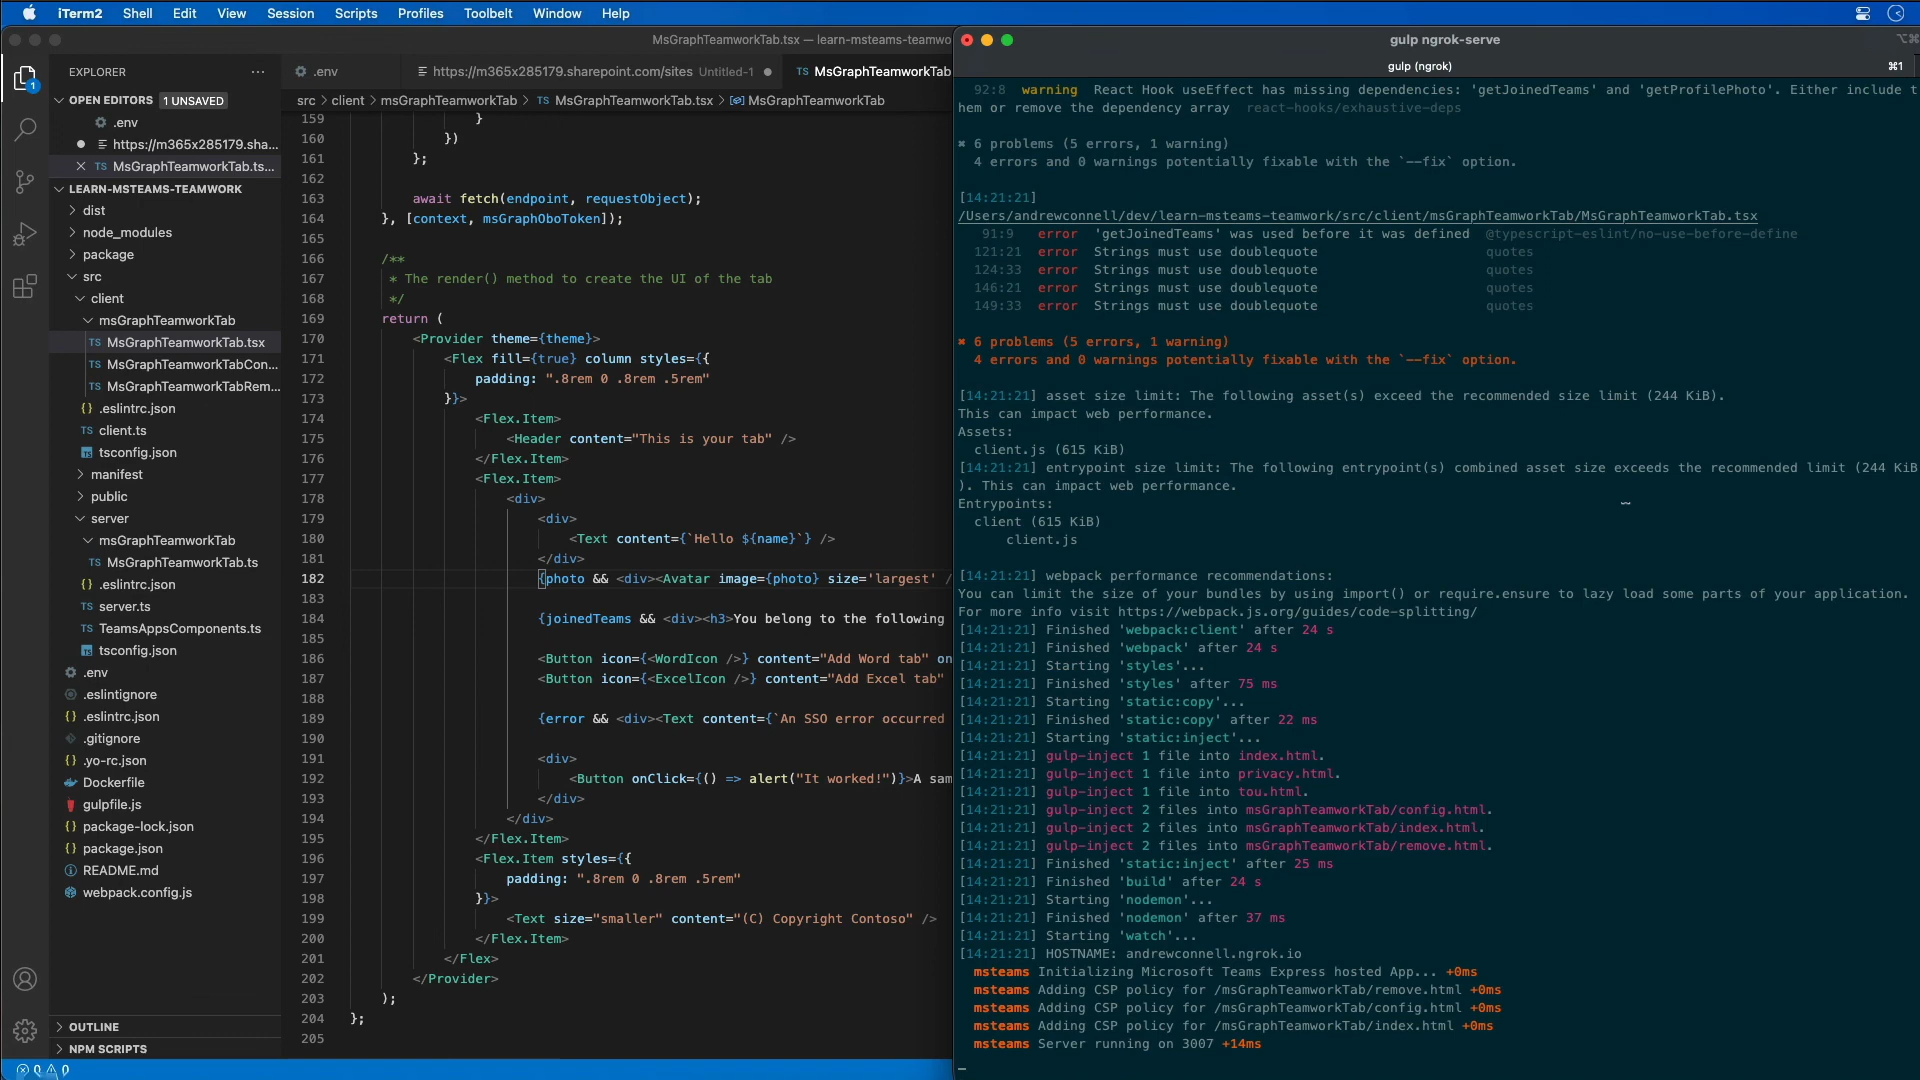 iTerm2 Shell Edit View Session Scripts Profiles Toolbelt Window Help
MsGraphTeamworkTab.tsx — learn-msteams-teamwo
EXPLORER
.env
https://m365x285179.sharepoint.com/sites Untitled-1
TS MsGraphTeamworkTab
OPEN EDITORS 1 UNSAVED
.env
https://m365x285179.sha...
TS MsGraphTeamworkTab.ts...
LEARN-MSTEAMS-TEAMWORK
dist
node_modules
package
src
client
msGraphTeamworkTab
TS MsGraphTeamworkTab.tsx
TS MsGraphTeamworkTabCon...
TS MsGraphTeamworkTabRem...
{} .eslintrc.json
TS client.ts
tsconfig.json
manifest
public
server
msGraphTeamworkTab
TS MsGraphTeamworkTab.ts
{} .eslintrc.json
TS server.ts
TS TeamsAppsComponents.ts
tsconfig.json
.env
.eslintignore
{} .eslintrc.json
.gitignore
{} .yo-rc.json
Dockerfile
gulpfile.js
{} package-lock.json
{} package.json
README.md
webpack.config.js
OUTLINE
NPM SCRIPTS
1
0 0
src > client > msGraphTeamworkTab > TS MsGraphTeamworkTab.tsx > MsGraphTeamworkTab
159 }
160 })
161 };
162
163 await fetch(endpoint, requestObject);
164 }, [context, msGraphOboToken]);
165
166 /**
167 * The render() method to create the UI of the tab
168 */
169 return (
170 <Provider theme={theme}>
171 <Flex fill={true} column styles={{
172 padding: ".8rem 0 .8rem .5rem"
173 }}>
174 <Flex.Item>
175 <Header content="This is your tab" />
176 </Flex.Item>
177 <Flex.Item>
178 <div>
179 <div>
180 <Text content={`Hello ${name}`} />
181 </div>
182 {photo && <div><Avatar image={photo} size='largest' /
183
184 {joinedTeams && <div><h3>You belong to the following
185
186 <Button icon={<WordIcon />} content="Add Word tab" on
187 <Button icon={<ExcelIcon />} content="Add Excel tab"
188
189 {error && <div><Text content={`An SSO error occurred
190
191 <div>
192 <Button onClick={() => alert("It worked!")}>A sam
193 </div>
194 </div>
195 </Flex.Item>
196 <Flex.Item styles={{
197 padding: ".8rem 0 .8rem .5rem"
198 }}>
199 <Text size="smaller" content="(C) Copyright Contoso" />
200 </Flex.Item>
201 </Flex>
202 </Provider>
203 );
204 };
205
gulp ngrok-serve
⌥⌘
gulp (ngrok) ⌘1
92:8 warning React Hook useEffect has missing dependencies: 'getJoinedTeams' and 'getProfilePhoto'. Either include t
hem or remove the dependency array react-hooks/exhaustive-deps
✖ 6 problems (5 errors, 1 warning)
4 errors and 0 warnings potentially fixable with the `--fix` option.
[14:21:21]
/Users/andrewconnell/dev/learn-msteams-teamwork/src/client/msGraphTeamworkTab/MsGraphTeamworkTab.tsx
91:9 error 'getJoinedTeams' was used before it was defined @typescript-eslint/no-use-before-define
121:21 error Strings must use doublequote quotes
124:33 error Strings must use doublequote quotes
146:21 error Strings must use doublequote quotes
149:33 error Strings must use doublequote quotes
✖ 6 problems (5 errors, 1 warning)
4 errors and 0 warnings potentially fixable with the `--fix` option.
[14:21:21] asset size limit: The following asset(s) exceed the recommended size limit (244 KiB).
This can impact web performance.
Assets:
client.js (615 KiB)
[14:21:21] entrypoint size limit: The following entrypoint(s) combined asset size exceeds the recommended limit (244 KiB
). This can impact web performance.
Entrypoints:
client (615 KiB)
client.js
[14:21:21] webpack performance recommendations:
You can limit the size of your bundles by using import() or require.ensure to lazy load some parts of your application.
For more info visit https://webpack.js.org/guides/code-splitting/
[14:21:21] Finished 'webpack:client' after 24 s
[14:21:21] Finished 'webpack' after 24 s
[14:21:21] Starting 'styles'...
[14:21:21] Finished 'styles' after 75 ms
[14:21:21] Starting 'static:copy'...
[14:21:21] Finished 'static:copy' after 22 ms
[14:21:21] Starting 'static:inject'...
[14:21:21] gulp-inject 1 file into index.html.
[14:21:21] gulp-inject 1 file into privacy.html.
[14:21:21] gulp-inject 1 file into tou.html.
[14:21:21] gulp-inject 2 files into msGraphTeamworkTab/config.html.
[14:21:21] gulp-inject 2 files into msGraphTeamworkTab/index.html.
[14:21:21] gulp-inject 2 files into msGraphTeamworkTab/remove.html.
[14:21:21] Finished 'static:inject' after 25 ms
[14:21:21] Finished 'build' after 24 s
[14:21:21] Starting 'nodemon'...
[14:21:21] Finished 'nodemon' after 37 ms
[14:21:21] Starting 'watch'...
[14:21:21] HOSTNAME: andrewconnell.ngrok.io
msteams Initializing Microsoft Teams Express hosted App... +0ms
msteams Adding CSP policy for /msGraphTeamworkTab/remove.html +0ms
msteams Adding CSP policy for /msGraphTeamworkTab/config.html +0ms
msteams Adding CSP policy for /msGraphTeamworkTab/index.html +0ms
msteams Server running on 3007 +14ms